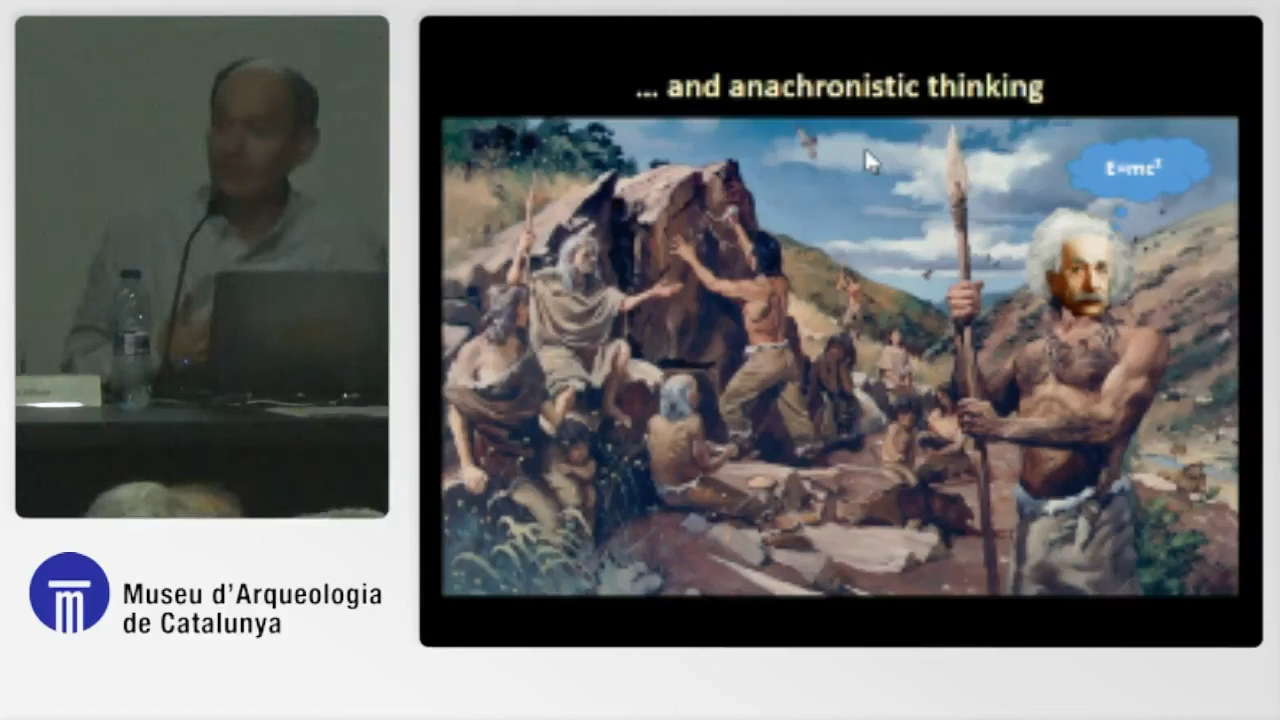 ... and anachronistic thinking
E=mc²
Museu d'Arqueologia
de Catalunya